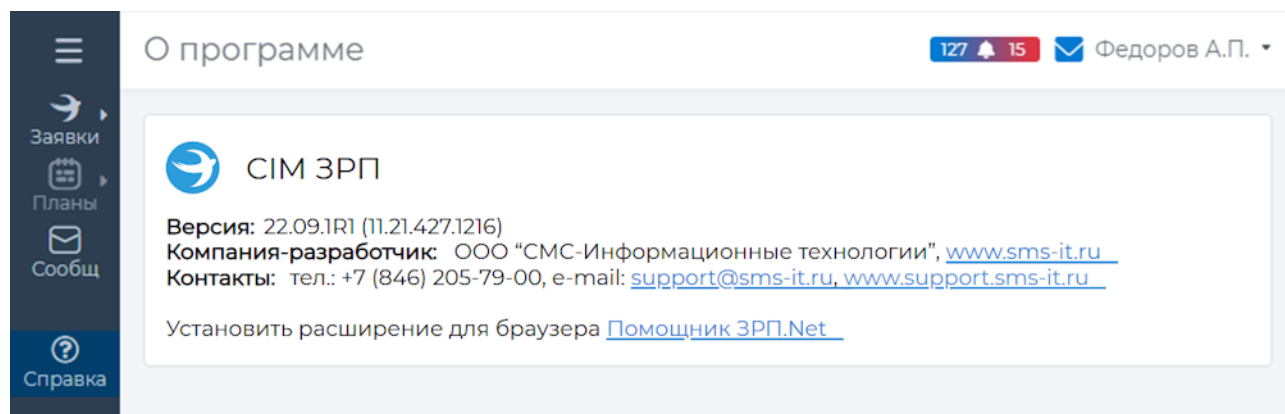 О программе
127 15 Федоров А.П.
Заявки
Планы
Сообщ
Справка
CIM ЗРП
Версия: 22.09.1R1 (11.21.427.1216)
Компания-разработчик: ООО “СМС-Информационные технологии”, www.sms-it.ru
Контакты: тел.: +7 (846) 205-79-00, e-mail: support@sms-it.ru, www.support.sms-it.ru
Установить расширение для браузера Помощник ЗРП.Net